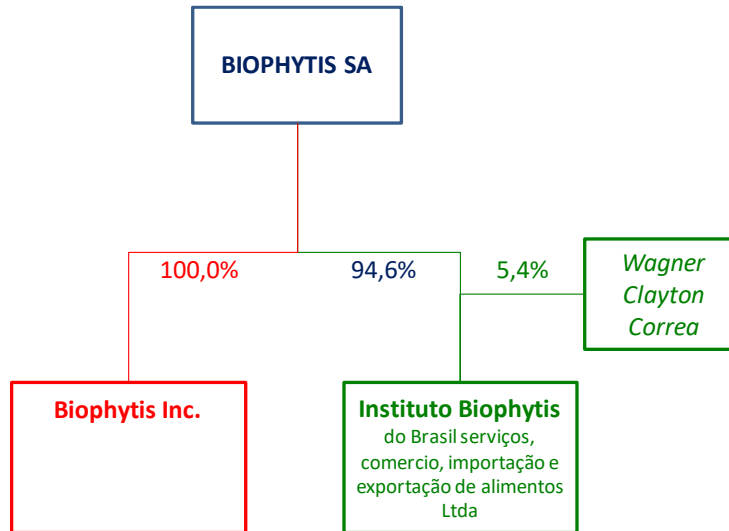 BIOPHYTIS SA
100,0%
94,6%
5,4%
Wagner
Clayton
Correa
Biophytis Inc.
Instituto Biophytis
do Brasil serviços,
comercio, importação e
exportação de alimentos
Ltda